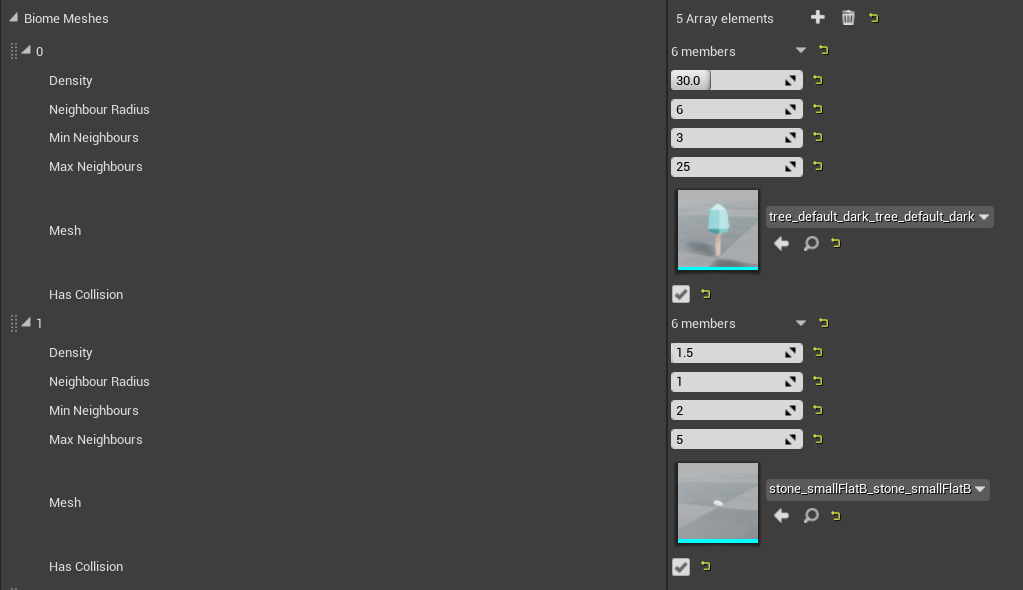 Biome Meshes 5 Array elements
0 6 members
Density 30.0
Neighbour Radius 6
Min Neighbours 3
Max Neighbours 25
Mesh tree_default_dark_tree_default_dark
Has Collision
1 6 members
Density 1.5
Neighbour Radius 1
Min Neighbours 2
Max Neighbours 5
Mesh stone_smallFlatB_stone_smallFlatB
Has Collision